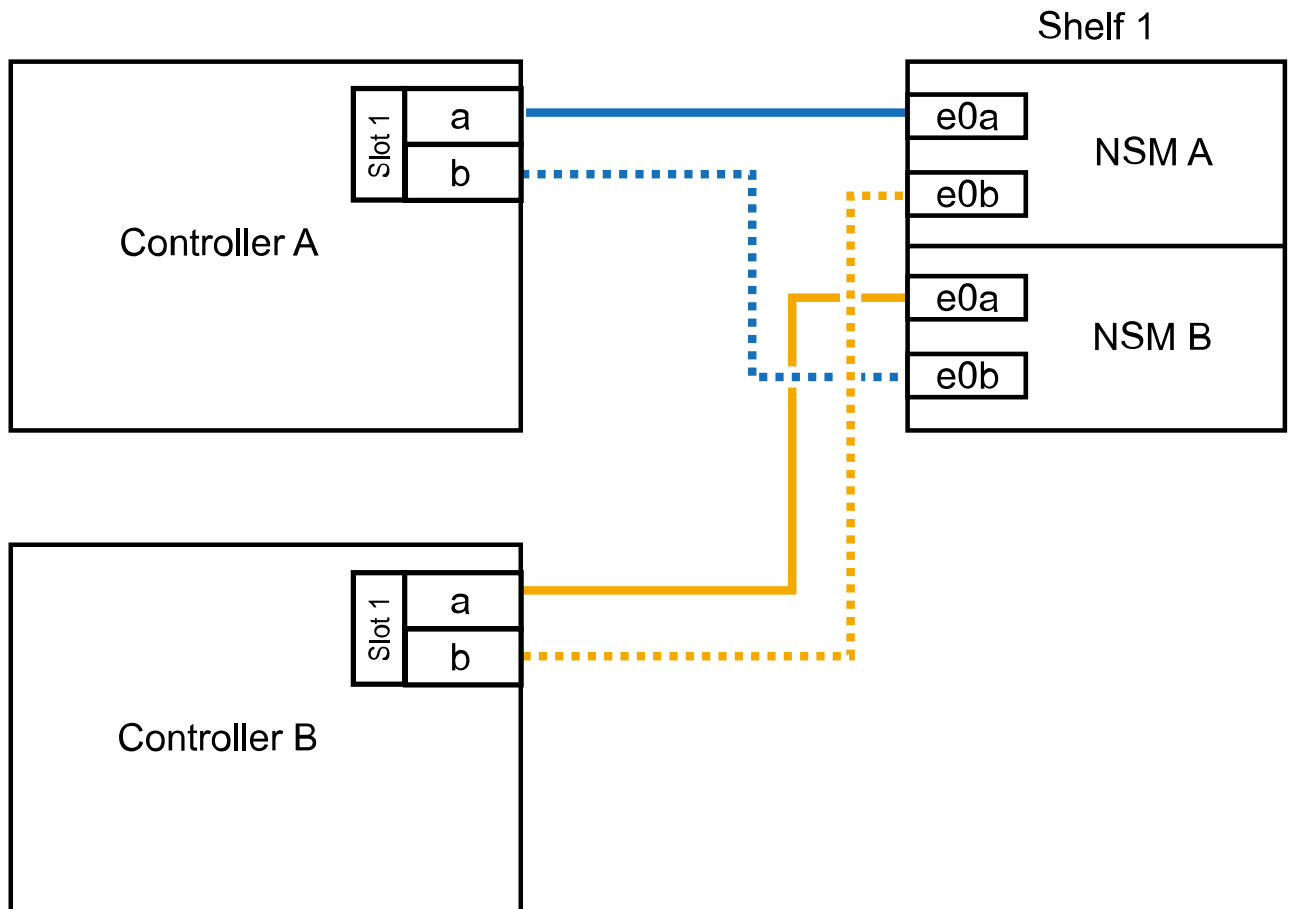 Shelf 1
Slot 1
a
b
Controller A
e0a
e0b
NSM A
e0a
e0b
NSM B
Slot 1
a
b
Controller B